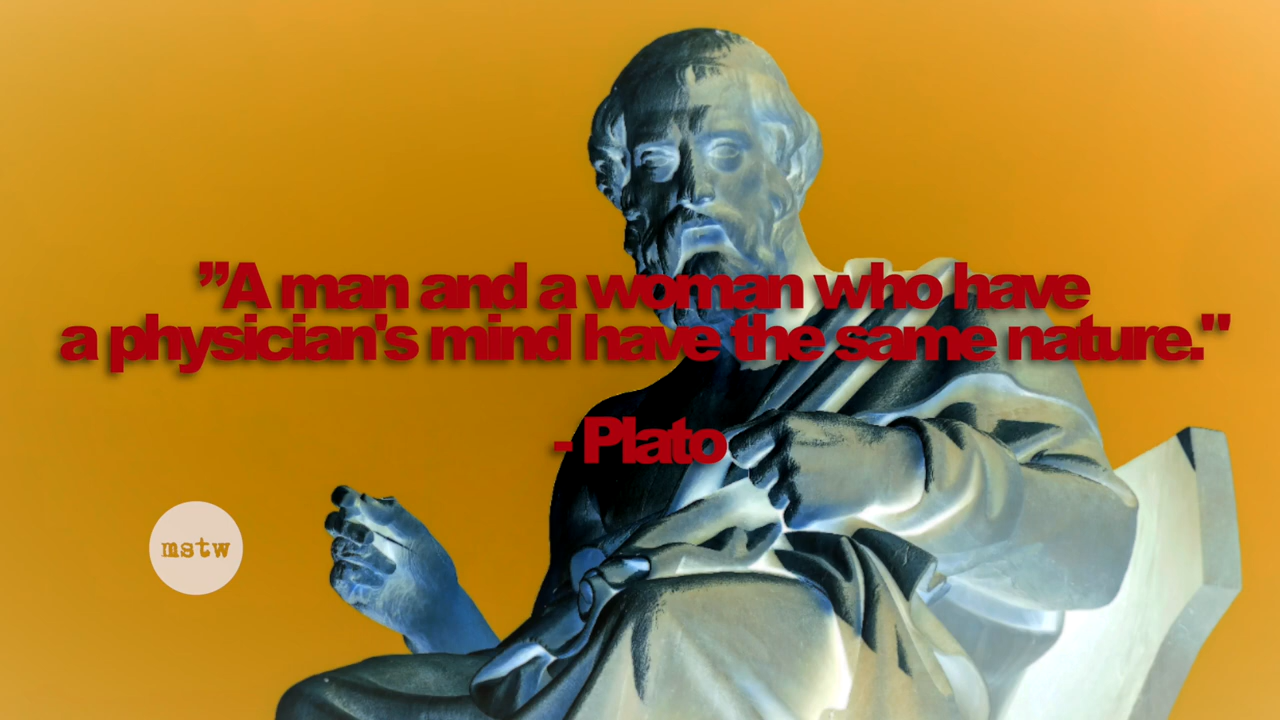 ”A man and a woman who have
a physician's mind have the same nature."
- Plato
mstw